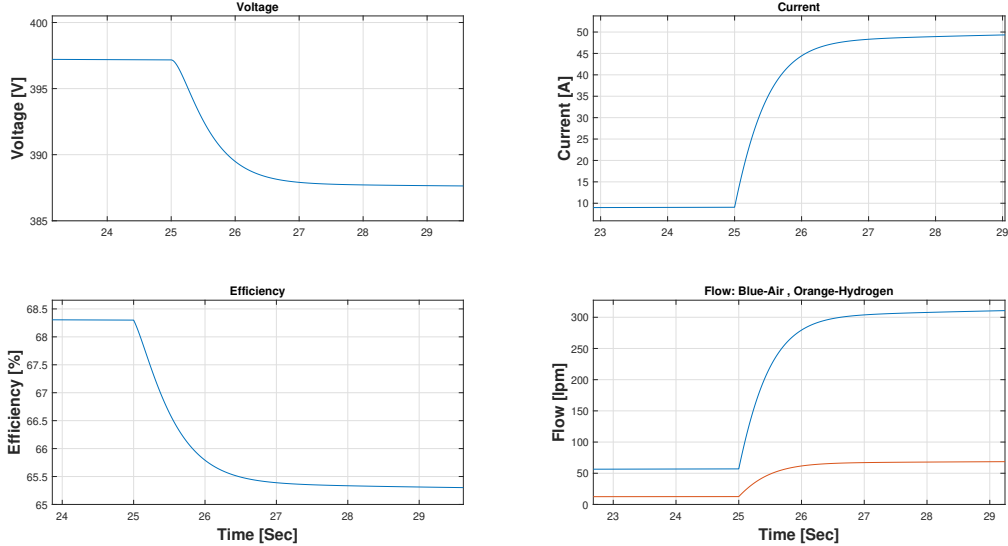 Voltage
Voltage [V]
400
395
390
385
24 25 26 27 28 29
Current
Current [A]
50
45
40
35
30
25
20
15
10
23 24 25 26 27 28 29
Efficiency
Efficiency [%]
68.5
68
67.5
67
66.5
66
65.5
65
24 25 26 27 28 29
Time [Sec]
Flow: Blue-Air , Orange-Hydrogen
Flow [lpm]
300
250
200
150
100
50
0
23 24 25 26 27 28 29
Time [Sec]